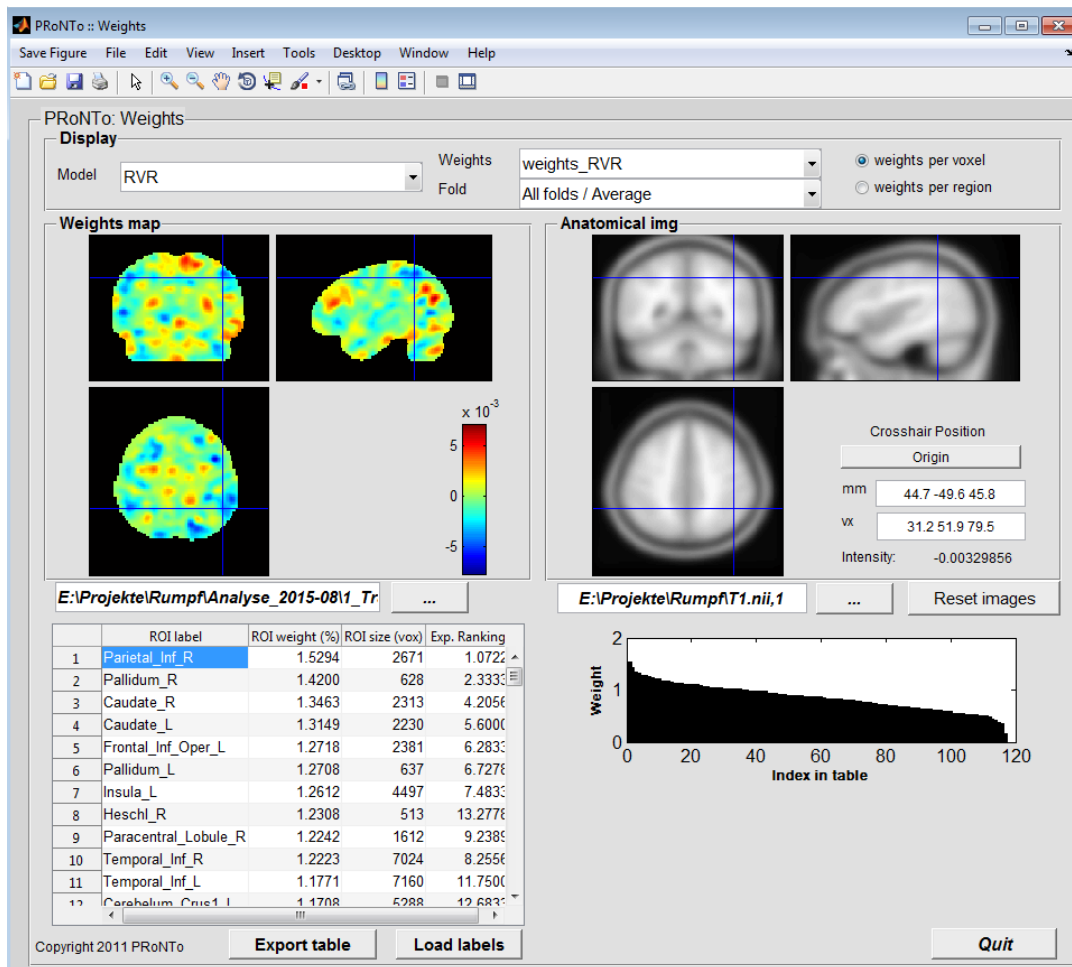 PRoNTo :: Weights
Save Figure File Edit View Insert Tools Desktop Window Help
PRoNTo: Weights
Display
Model RVR
Weights weights_RVR
Fold All folds / Average
weights per voxel
weights per region
Weights map
x 10-3
5
0
-5
Anatomical img
Crosshair Position
Origin
mm 44.7 -49.6 45.8
vx 31.2 51.9 79.5
Intensity: -0.00329856
E:\Projekte\Rumpf\Analyse_2015-08\1_Tr ...
E:\Projekte\Rumpf\T1.nii,1 ... Reset images
ROI label ROI weight (%) ROI size (vox) Exp. Ranking
1 Parietal_Inf_R 1.5294 2671 1.0722
2 Pallidum_R 1.4200 628 2.3333
3 Caudate_R 1.3463 2313 4.2056
4 Caudate_L 1.3149 2230 5.6000
5 Frontal_Inf_Oper_L 1.2718 2381 6.2833
6 Pallidum_L 1.2708 637 6.7278
7 Insula_L 1.2612 4497 7.4833
8 Heschl_R 1.2308 513 13.2778
9 Paracentral_Lobule_R 1.2242 1612 9.2389
10 Temporal_Inf_R 1.2223 7024 8.2556
11 Temporal_Inf_L 1.1771 7160 11.7500
12 Cerebelum_Crus1_L 1.1708 5288 12.6833
Weight
2
1
0
0 20 40 60 80 100 120
Index in table
Copyright 2011 PRoNTo Export table Load labels Quit